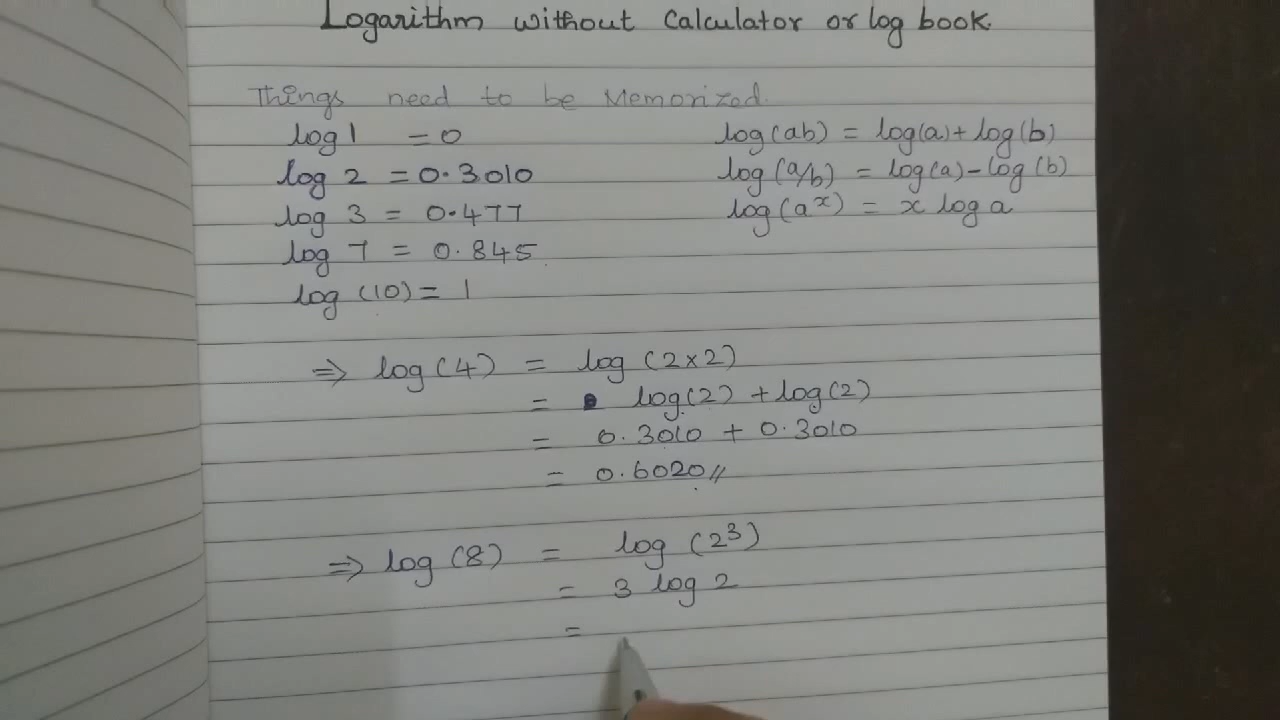 Logarithm without Calculator or log book.
Things need to be Memorized.
log 1 = 0
log 2 = 0.3010
log 3 = 0.477
log 7 = 0.845
log (10) = 1
log(ab) = log(a) + log(b)
log(a/b) = log(a) - log(b)
log(aˣ) = x log a
⇒ log(4) = log (2×2)
= log(2) + log(2)
= 0.3010 + 0.3010
= 0.6020//
⇒ log(8) = log (2³)
= 3 log 2
=